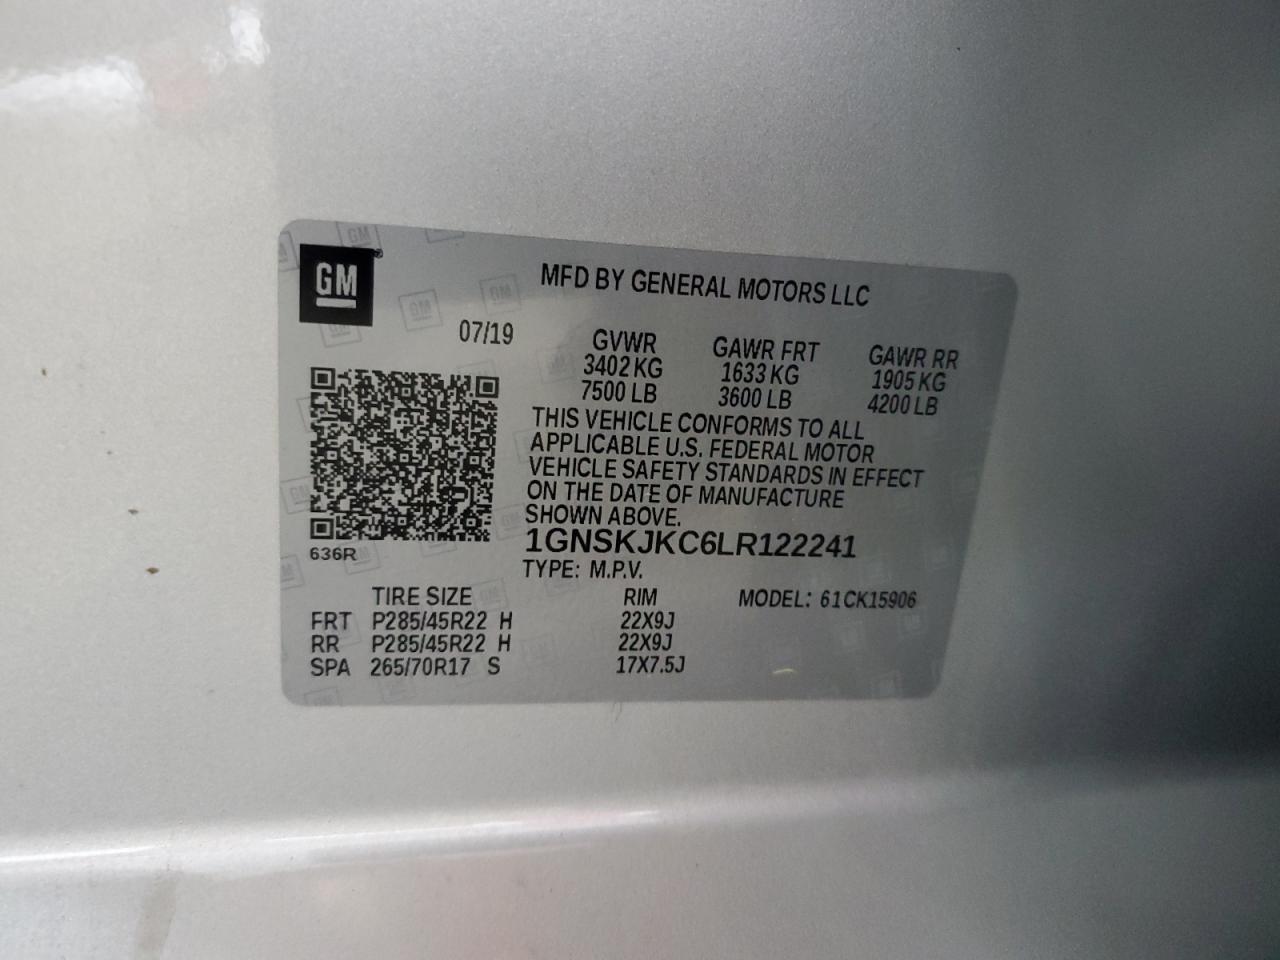 GM®
MFD BY GENERAL MOTORS LLC
07/19
GVWR GAWR FRT GAWR RR
3402 KG 1633 KG 1905 KG
7500 LB 3600 LB 4200 LB
THIS VEHICLE CONFORMS TO ALL
APPLICABLE U.S. FEDERAL MOTOR
VEHICLE SAFETY STANDARDS IN EFFECT
ON THE DATE OF MANUFACTURE
SHOWN ABOVE.
1GNSKJKC6LR122241
636R
TYPE: M.P.V.
TIRE SIZE RIM MODEL: 61CK15906
FRT P285/45R22 H 22X9J
RR P285/45R22 H 22X9J
SPA 265/70R17 S 17X7.5J